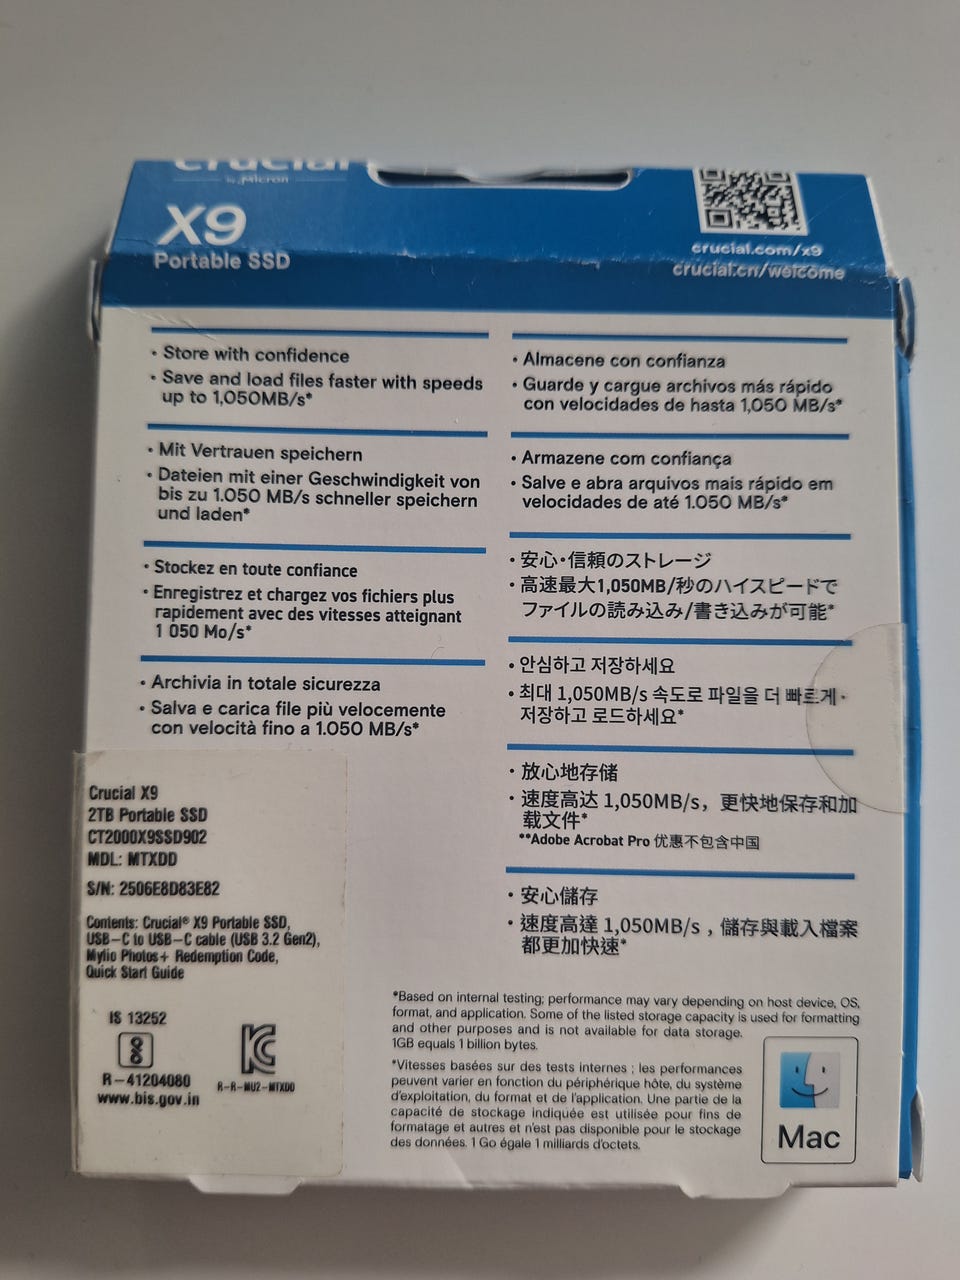 crucial
by Micron
X9
Portable SSD
crucial.com/x9
crucial.cn/welcome
• Store with confidence
• Save and load files faster with speeds
up to 1,050MB/s*
• Mit Vertrauen speichern
• Dateien mit einer Geschwindigkeit von
bis zu 1.050 MB/s schneller speichern
und laden*
• Stockez en toute confiance
• Enregistrez et chargez vos fichiers plus
rapidement avec des vitesses atteignant
1 050 Mo/s*
• Archivia in totale sicurezza
• Salva e carica file più velocemente
con velocità fino a 1.050 MB/s*
• Almacene con confianza
• Guarde y cargue archivos más rápido
con velocidades de hasta 1,050 MB/s*
• Armazene com confiança
• Salve e abra arquivos mais rápido em
velocidades de até 1.050 MB/s*
• 安心・信頼のストレージ
• 高速最大1,050MB/秒のハイスピードで
ファイルの読み込み/書き込みが可能*
• 안심하고 저장하세요
• 최대 1,050MB/s 속도로 파일을 더 빠르게
저장하고 로드하세요*
• 放心地存储
• 速度高达 1,050MB/s，更快地保存和加
载文件*
**Adobe Acrobat Pro 优惠不包含中国
• 安心儲存
• 速度高達 1,050MB/s，儲存與載入檔案
都更加快速*
Crucial X9
2TB Portable SSD
CT2000X9SSD902
MDL: MTXDD
S/N: 2506E8D83E82
Contents: Crucial® X9 Portable SSD,
USB-C to USB-C cable (USB 3.2 Gen2),
Mylio Photos+ Redemption Code,
Quick Start Guide
IS 13252
R-41204080
www.bis.gov.in
R-R-MU2-MTXDD
*Based on internal testing; performance may vary depending on host device, OS,
format, and application. Some of the listed storage capacity is used for formatting
and other purposes and is not available for data storage.
1GB equals 1 billion bytes.
*Vitesses basées sur des tests internes ; les performances
peuvent varier en fonction du périphérique hôte, du système
d'exploitation, du format et de l'application. Une partie de la
capacité de stockage indiquée est utilisée pour fins de
formatage et autres et n'est pas disponible pour le stockage
des données. 1 Go égale 1 milliards d'octets.
Mac